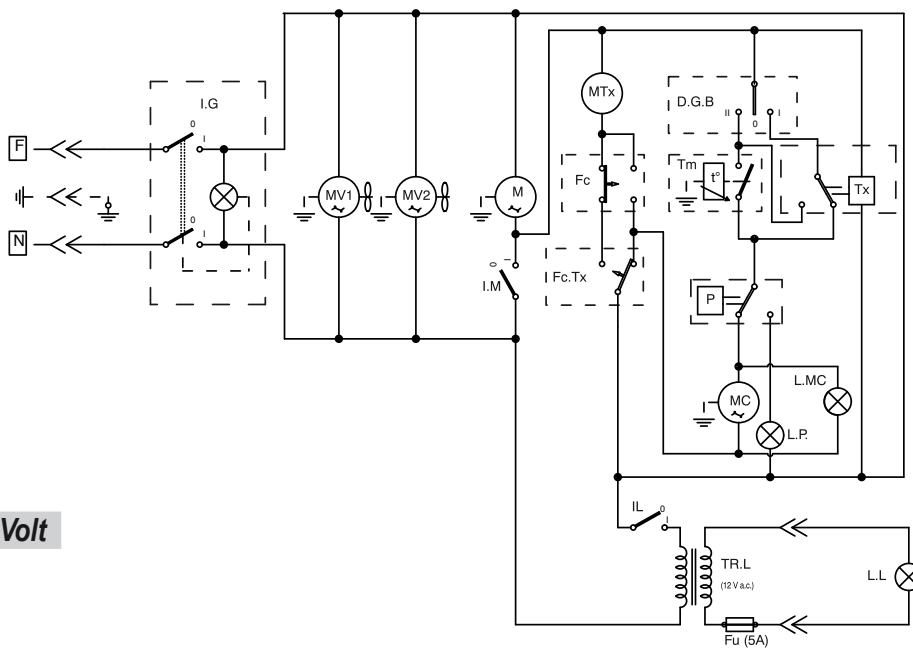 I.G
0
I
F
N
0
I
MV1
MV2
M
I.M
0
I
MTx
Fc
Fc.Tx
D.G.B
II
0
I
Tm
t°
Tx
P
MC
L.MC
L.P.
Volt
IL
0
I
TR.L
(12 V a.c.)
L.L
Fu (5A)